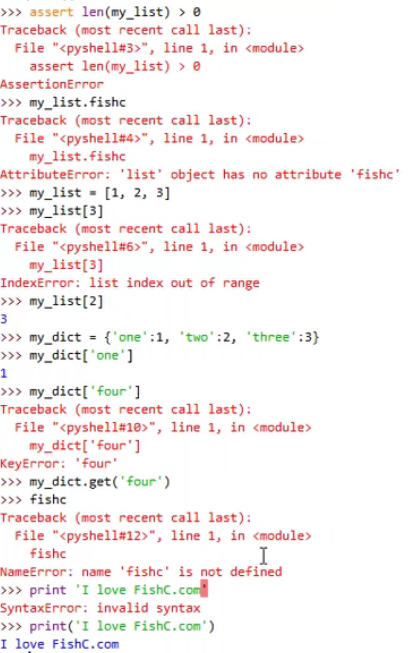 >>> assert len(my_list) > 0
Traceback (most recent call last):
  File "<pyshell#3>", line 1, in <module>
    assert len(my_list) > 0
AssertionError
>>> my_list.fishc
Traceback (most recent call last):
  File "<pyshell#4>", line 1, in <module>
    my_list.fishc
AttributeError: 'list' object has no attribute 'fishc'
>>> my_list = [1, 2, 3]
>>> my_list[3]
Traceback (most recent call last):
  File "<pyshell#6>", line 1, in <module>
    my_list[3]
IndexError: list index out of range
>>> my_list[2]
3
>>> my_dict = {'one':1, 'two':2, 'three':3}
>>> my_dict['one']
1
>>> my_dict['four']
Traceback (most recent call last):
  File "<pyshell#10>", line 1, in <module>
    my_dict['four']
KeyError: 'four'
>>> my_dict.get('four')
>>> fishc
Traceback (most recent call last):
  File "<pyshell#12>", line 1, in <module>
    fishc
NameError: name 'fishc' is not defined
>>> print 'I love FishC.com'
SyntaxError: invalid syntax
>>> print('I love FishC.com')
I love FishC.com